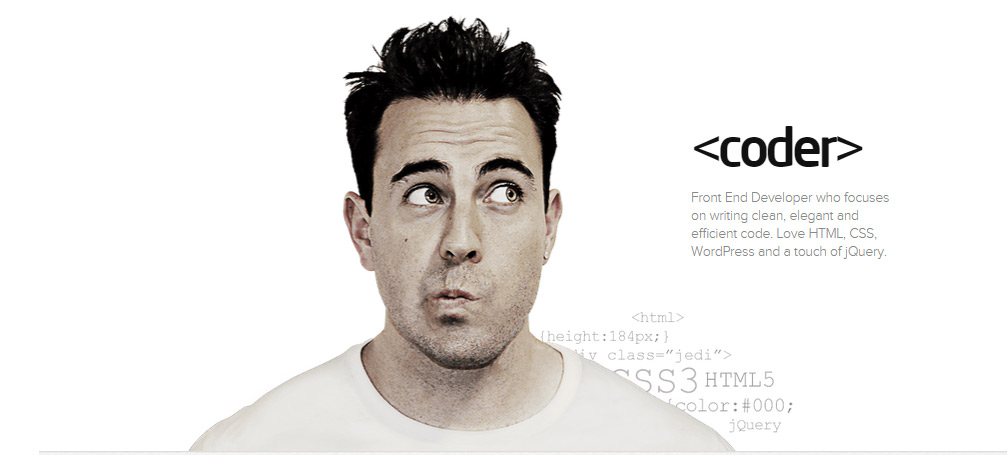 <coder>
Front End Developer who focuses
on writing clean, elegant and
efficient code. Love HTML, CSS,
WordPress and a touch of jQuery.
<html>
{height:184px;}
class=”jedi”>
CSS3 HTML5
{color:#000;
jQuery